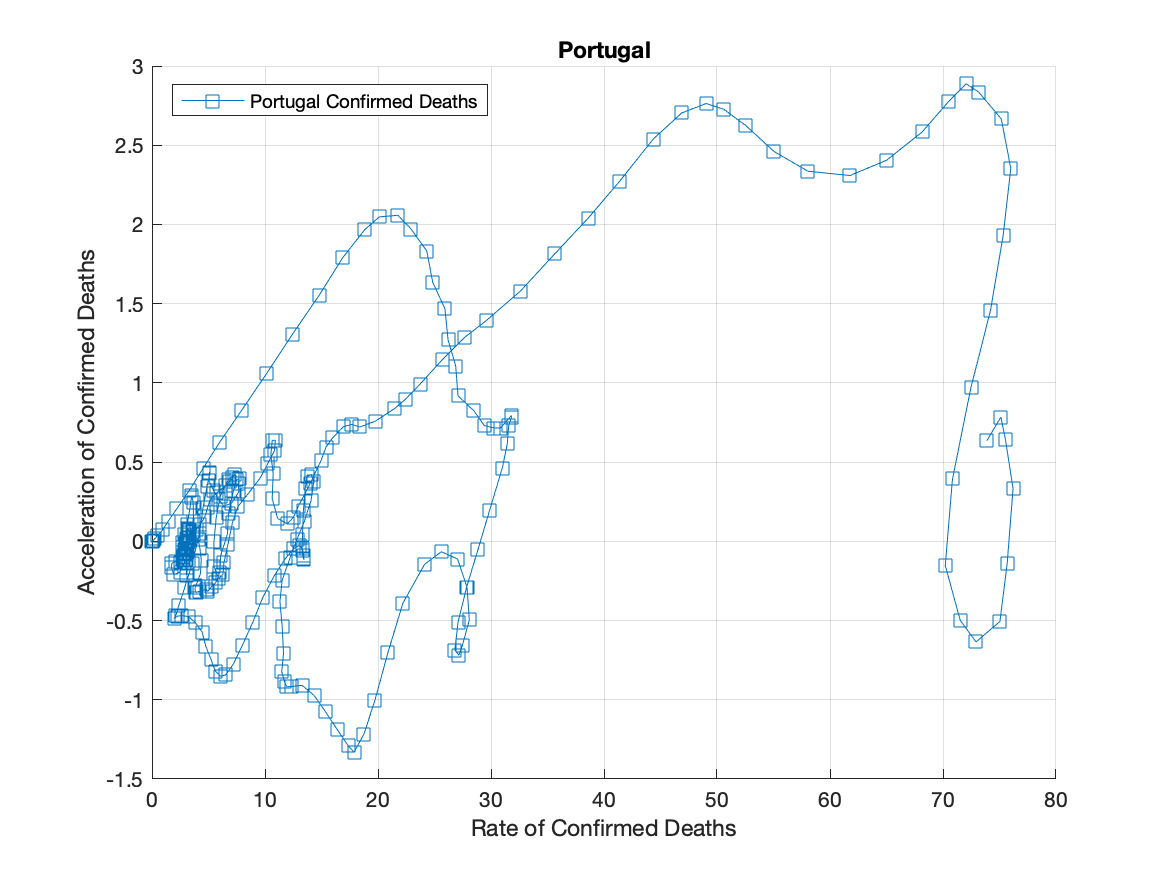 Portugal
Portugal Confirmed Deaths
3
2.5
2
1.5
1
0.5
0
-0.5
-1
-1.5
Acceleration of Confirmed Deaths
0 10 20 30 40 50 60 70 80
Rate of Confirmed Deaths